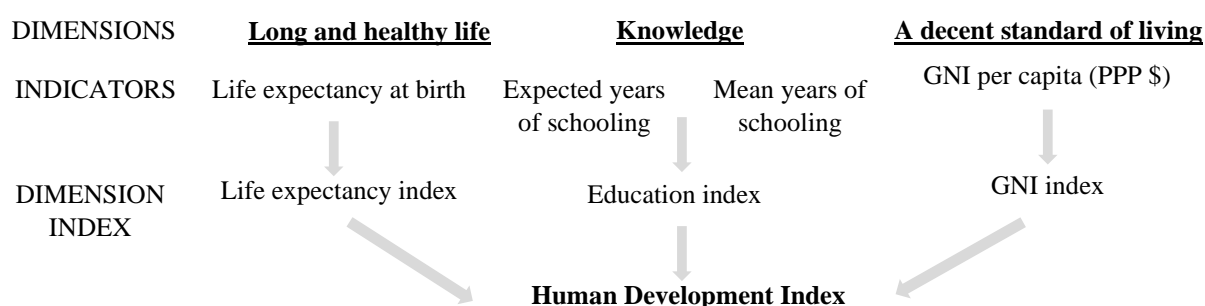 DIMENSIONS Long and healthy life Knowledge A decent standard of living
INDICATORS Life expectancy at birth Expected years Mean years of GNI per capita (PPP $)
of schooling schooling
DIMENSION Life expectancy index Education index GNI index
INDEX
Human Development Index